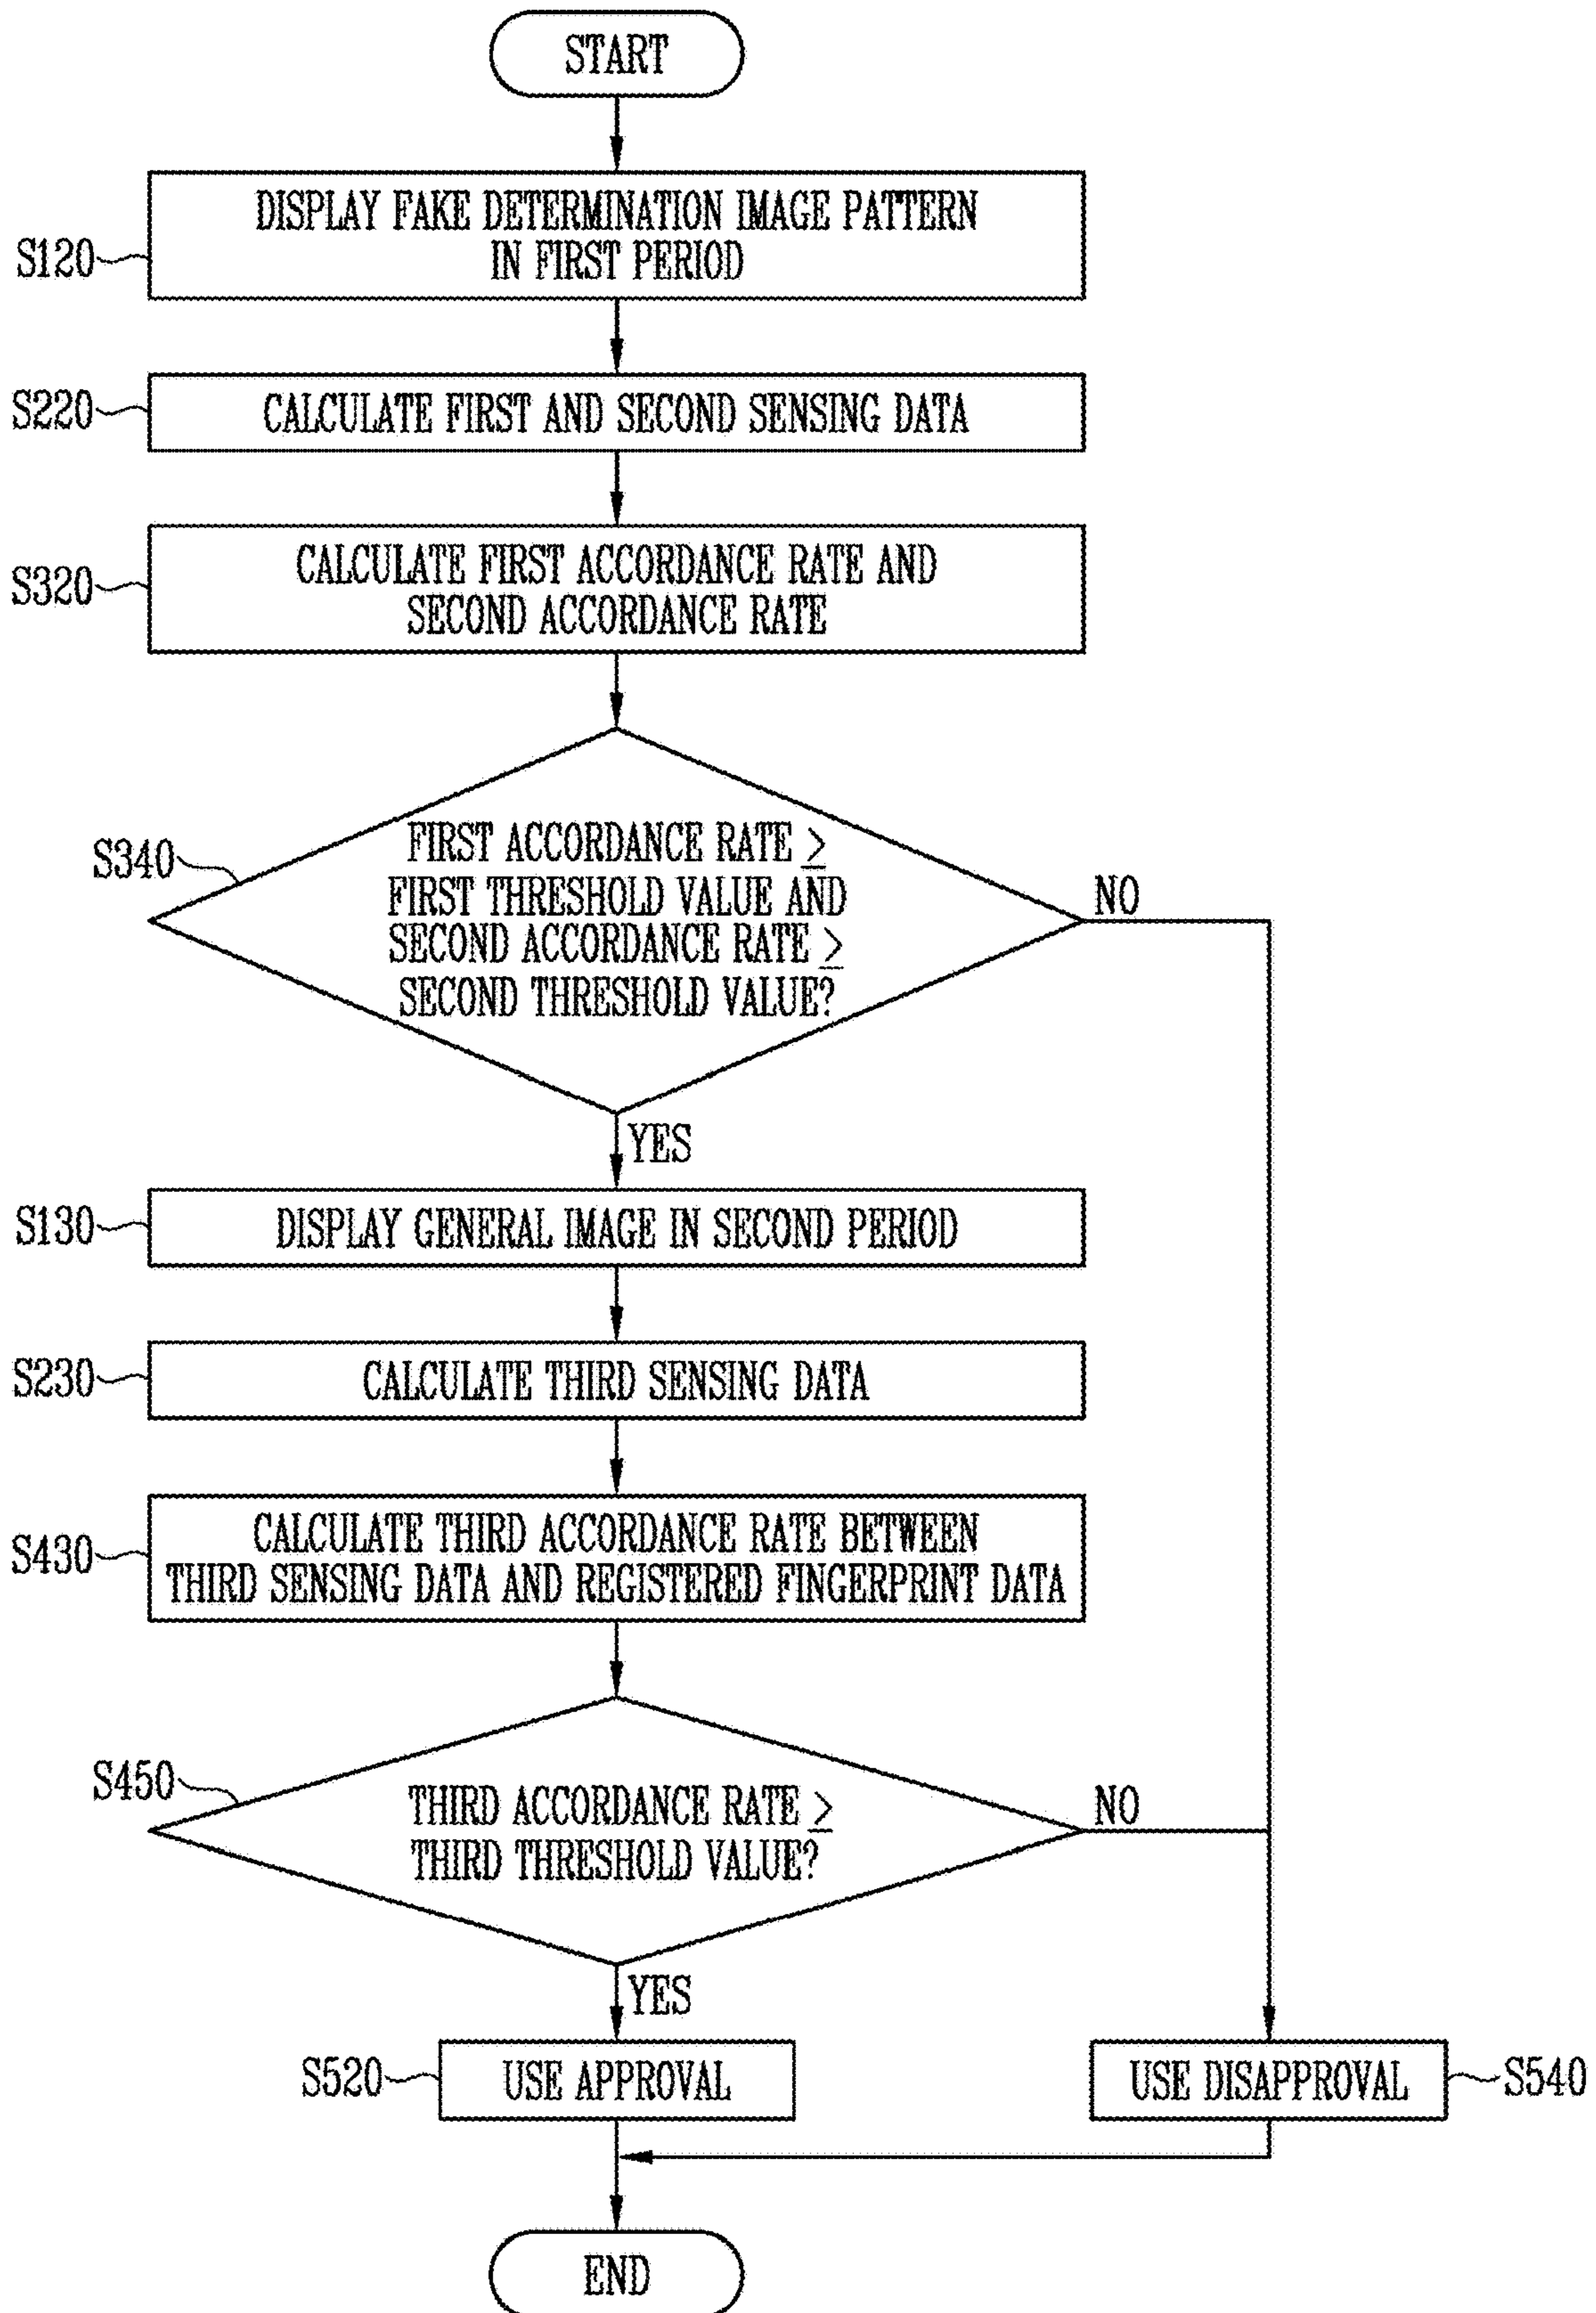 START
DISPLAY FAKE DETERMINATION IMAGE PATTERN
IN FIRST PERIOD
S120
S220
CALCULATE FIRST AND SECOND SENSING DATA
CALCULATE FIRST ACCORDANCE RATE AND
SECOND ACCORDANCE RATE
S320
S340
FIRST ACCORDANCE RATE ≥
FIRST THRESHOLD VALUE AND
SECOND ACCORDANCE RATE ≥
SECOND THRESHOLD VALUE?
NO
YES
S130
DISPLAY GENERAL IMAGE IN SECOND PERIOD
S230
CALCULATE THIRD SENSING DATA
S430
CALCULATE THIRD ACCORDANCE RATE BETWEEN
THIRD SENSING DATA AND REGISTERED FINGERPRINT DATA
S450
THIRD ACCORDANCE RATE ≥
THIRD THRESHOLD VALUE?
NO
YES
S520
USE APPROVAL
USE DISAPPROVAL
S540
END